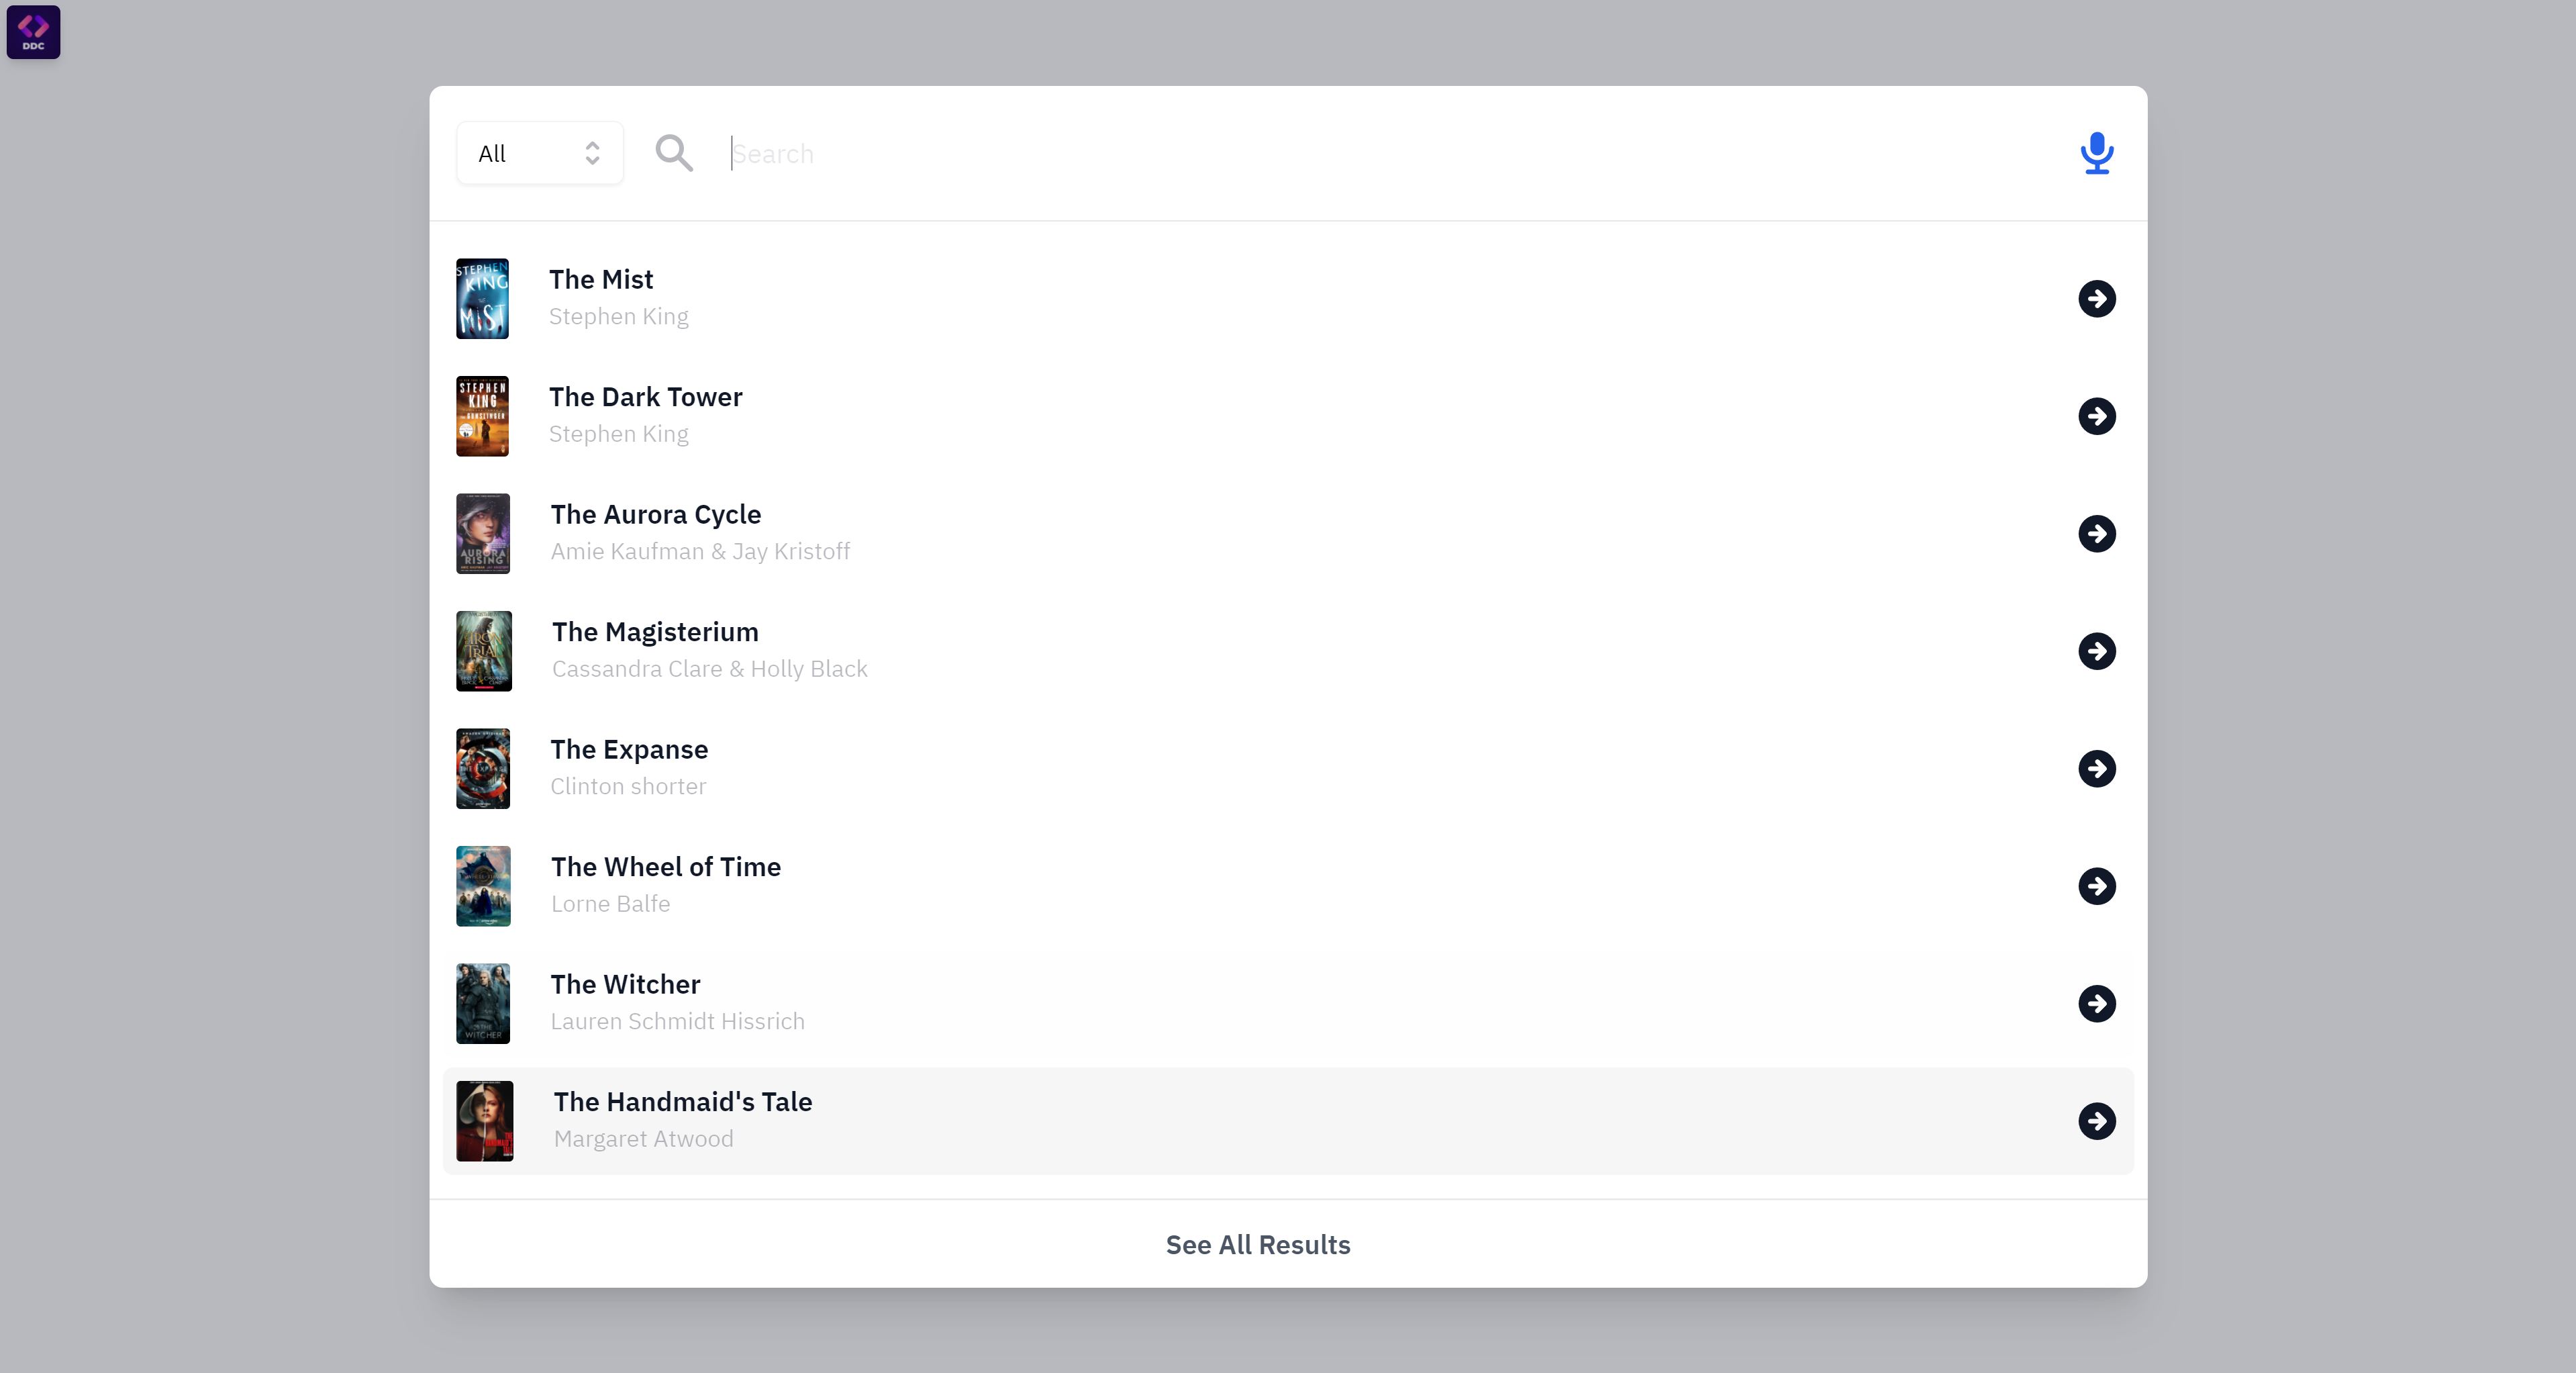 DDC
All
Search
STEPHEN
KING
MIST
The Mist
Stephen King
STEPHEN
KING
GUNSLINGER
The Dark Tower
Stephen King
AURORA
RISING
The Aurora Cycle
Amie Kaufman & Jay Kristoff
IRON
TRIAL
The Magisterium
Cassandra Clare & Holly Black
The Expanse
Clinton shorter
The Wheel of Time
Lorne Balfe
THE
WITCHER
The Witcher
Lauren Schmidt Hissrich
The Handmaid's Tale
Margaret Atwood
See All Results